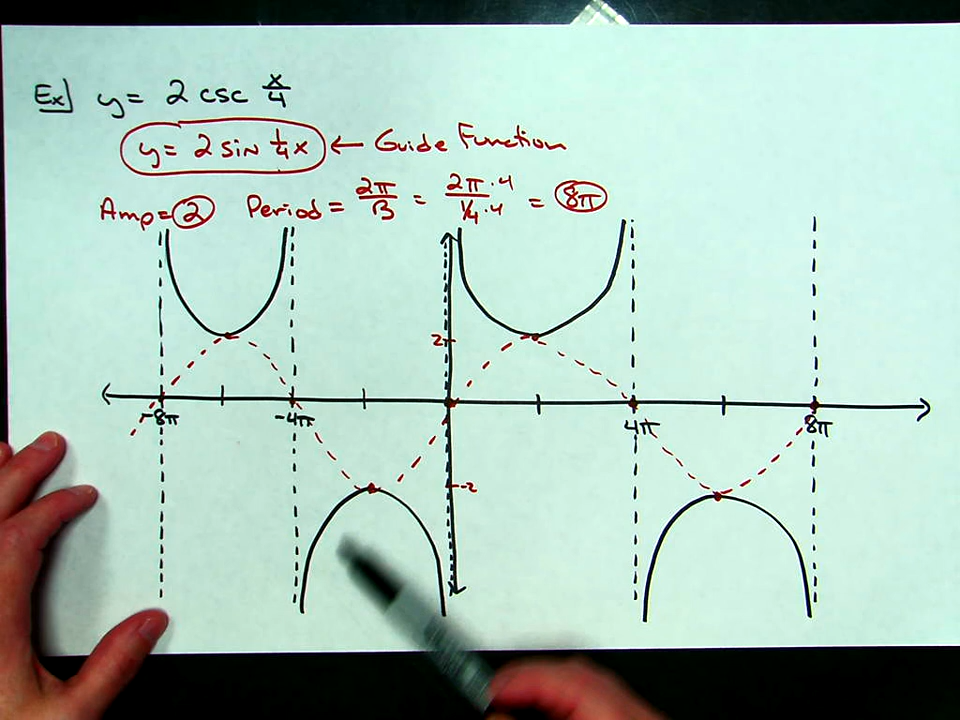 Ex] y = 2 csc x/4
y = 2 sin 1/4 x ← Guide Function
Amp = 2 Period = 2π/B = 2π·4/1/4·4 = 8π
2
-8π -4π 4π 8π
-2